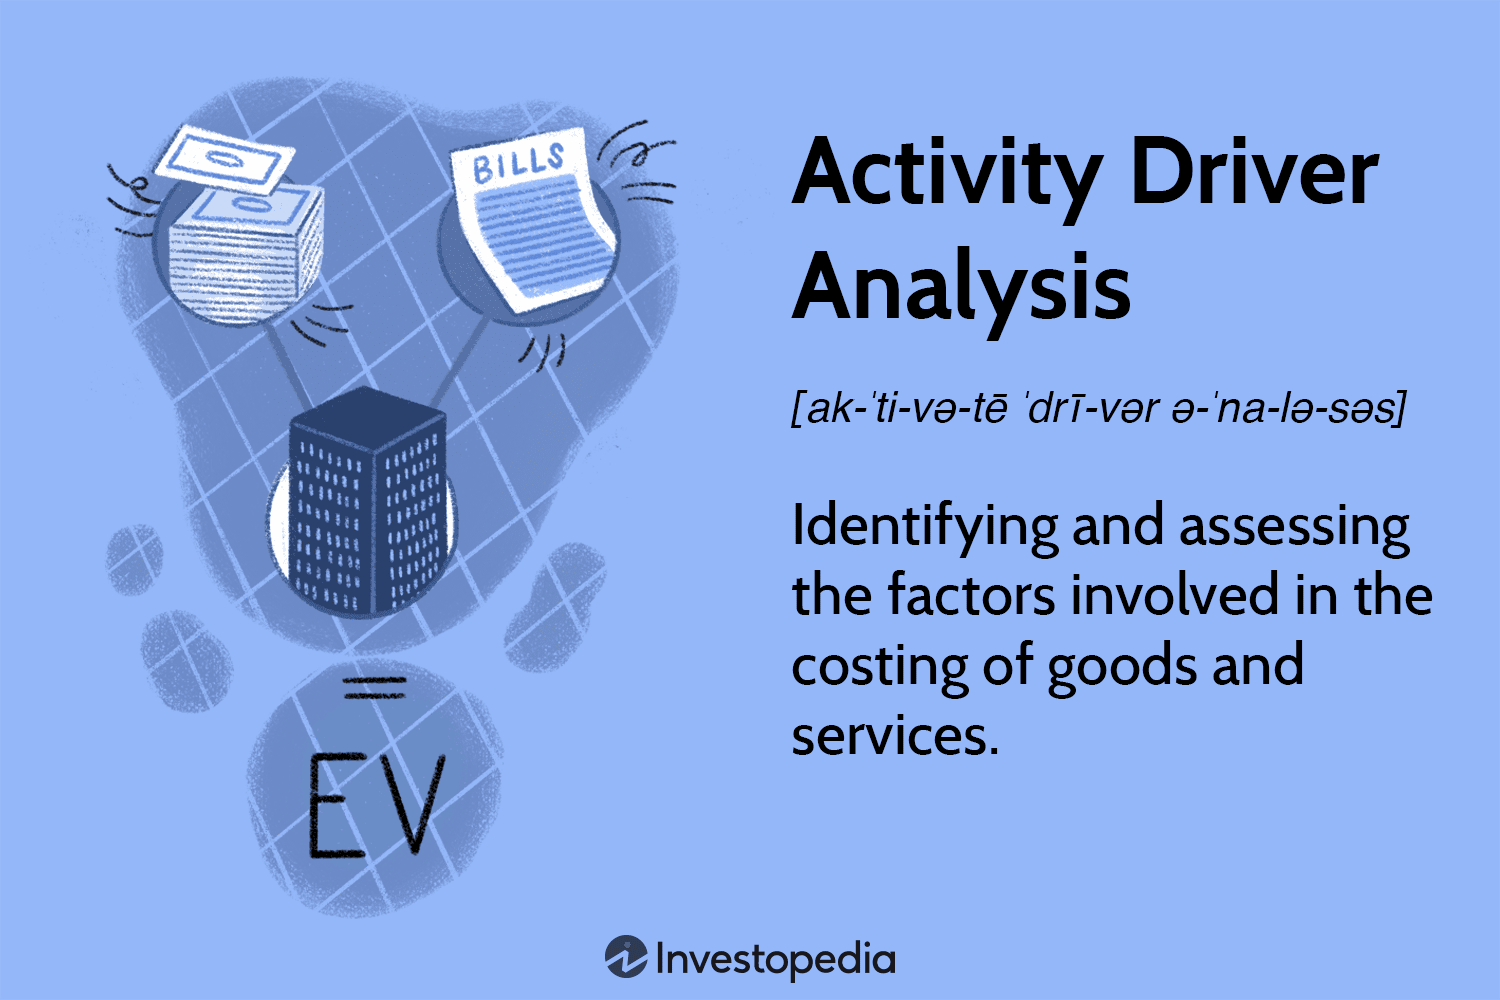 BILLS
=
EV
Activity Driver
Analysis
[ak-ˈti-və-tē ˈdrī-vər ə-ˈna-lə-səs]
Identifying and assessing
the factors involved in the
costing of goods and
services.
Investopedia